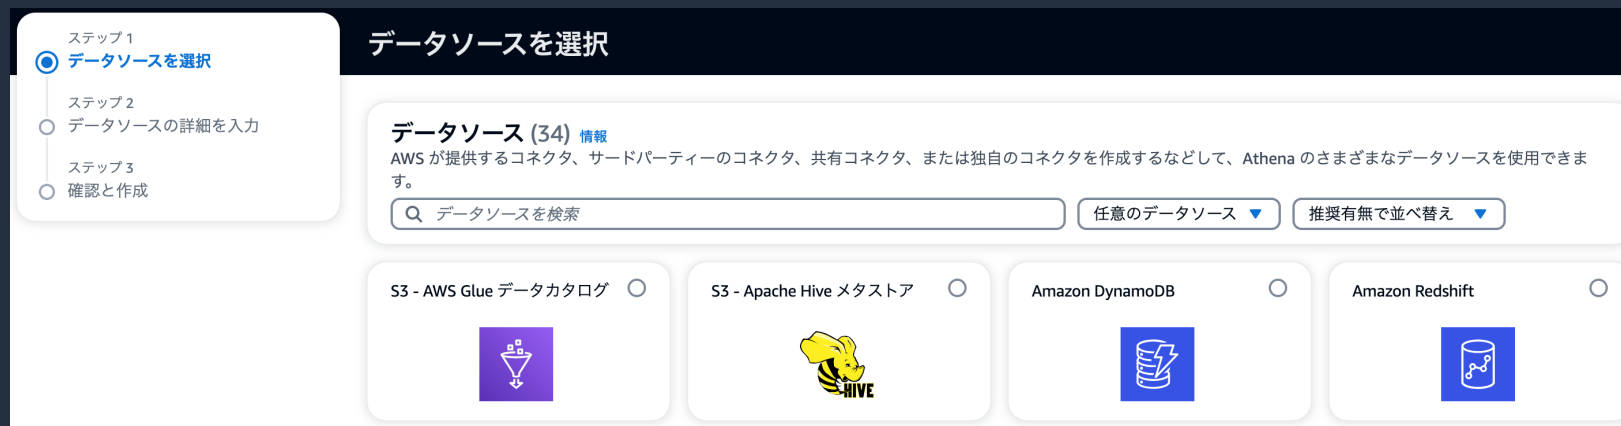 ステップ 1
データソースを選択
ステップ 2
データソースの詳細を入力
ステップ 3
確認と作成
データソースを選択
データソース (34) 情報
AWS が提供するコネクタ、サードパーティーのコネクタ、共有コネクタ、または独自のコネクタを作成するなどして、Athena のさまざまなデータソースを使用できま
す。
データソースを検索
任意のデータソース
推奨有無で並べ替え
S3 - AWS Glue データカタログ
S3 - Apache Hive メタストア
HIVE
Amazon DynamoDB
Amazon Redshift